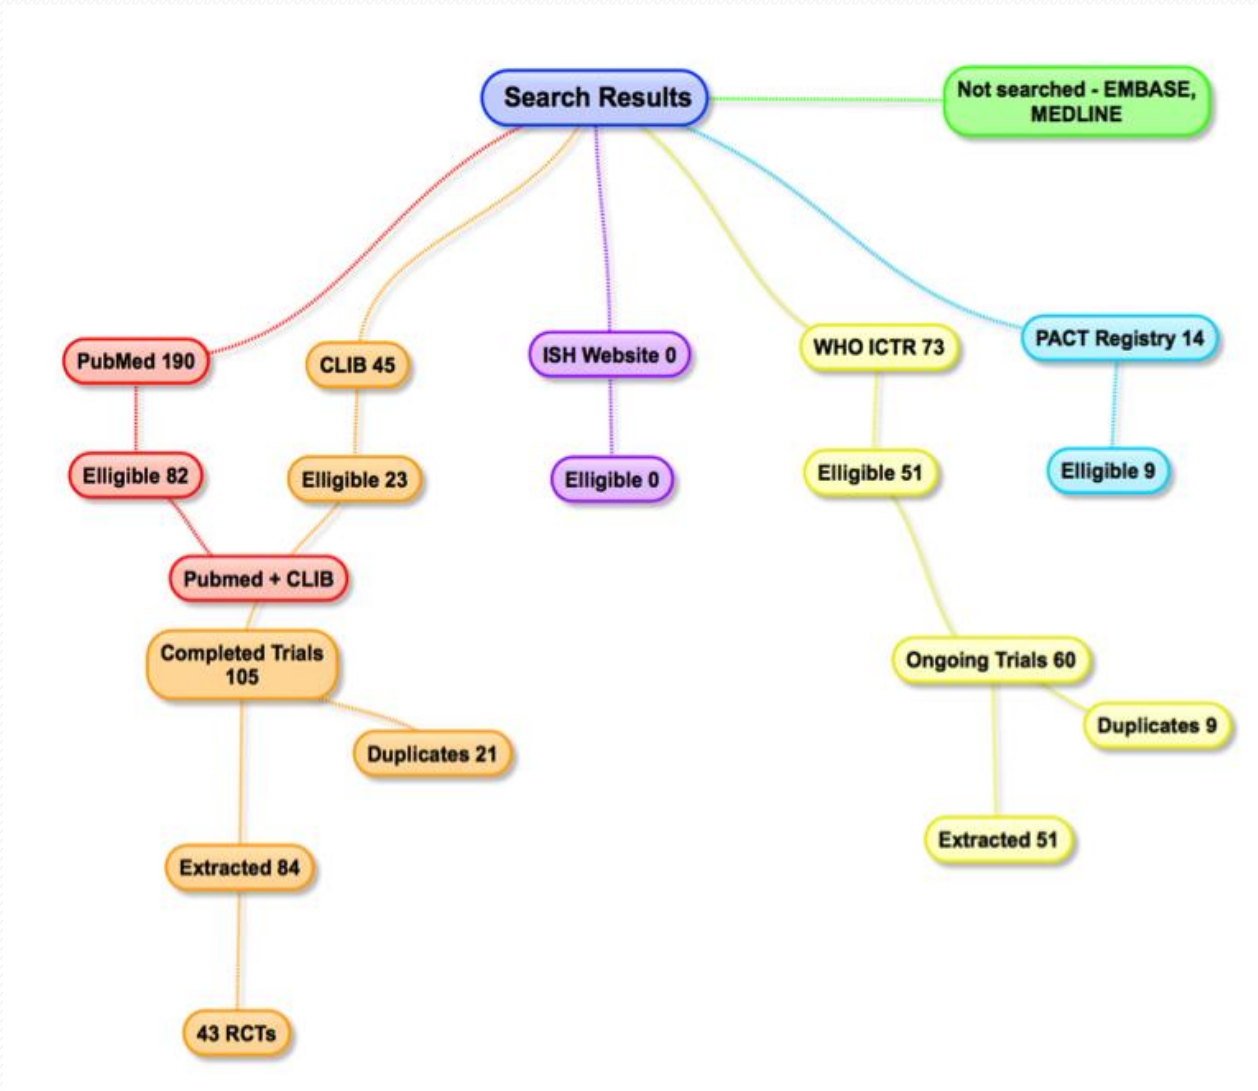 Search Results
Not searched - EMBASE,
MEDLINE
PubMed 190
CLIB 45
ISH Website 0
WHO ICTR 73
PACT Registry 14
Elligible 82
Elligible 23
Elligible 0
Elligible 51
Elligible 9
Pubmed + CLIB
Completed Trials
105
Ongoing Trials 60
Duplicates 21
Duplicates 9
Extracted 84
Extracted 51
43 RCTs